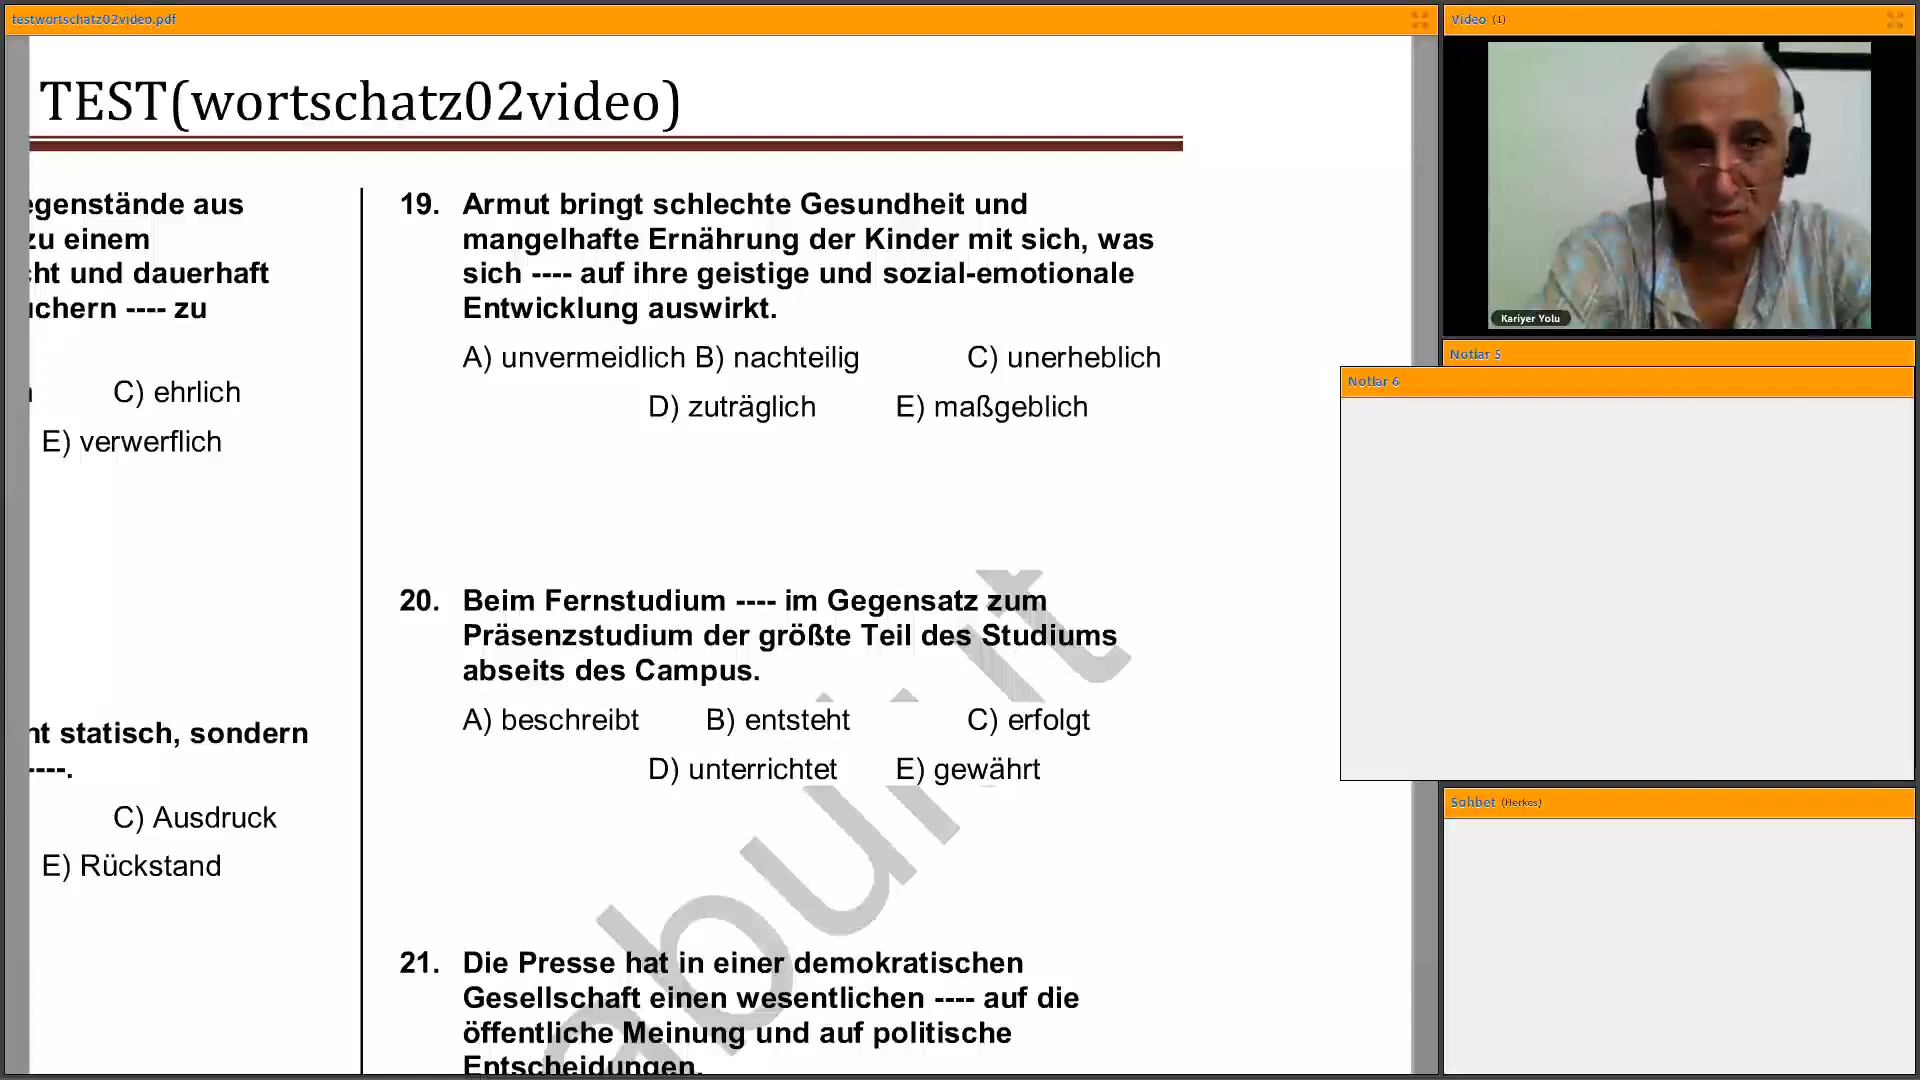 testwortschatz02video.pdf
TEST(wortschatz02video)
egenstände aus
zu einem
cht und dauerhaft
uchern ---- zu
C) ehrlich
E) verwerflich
nt statisch, sondern
----.
C) Ausdruck
E) Rückstand
19. Armut bringt schlechte Gesundheit und
mangelhafte Ernährung der Kinder mit sich, was
sich ---- auf ihre geistige und sozial-emotionale
Entwicklung auswirkt.
A) unvermeidlich B) nachteilig C) unerheblich
D) zuträglich E) maßgeblich
20. Beim Fernstudium ---- im Gegensatz zum
Präsenzstudium der größte Teil des Studiums
abseits des Campus.
A) beschreibt B) entsteht C) erfolgt
D) unterrichtet E) gewährt
21. Die Presse hat in einer demokratischen
Gesellschaft einen wesentlichen ---- auf die
öffentliche Meinung und auf politische
Entscheidungen.
Video (1)
Kariyer Yolu
Notlar 5
Notlar 6
Sohbet (Herkes)